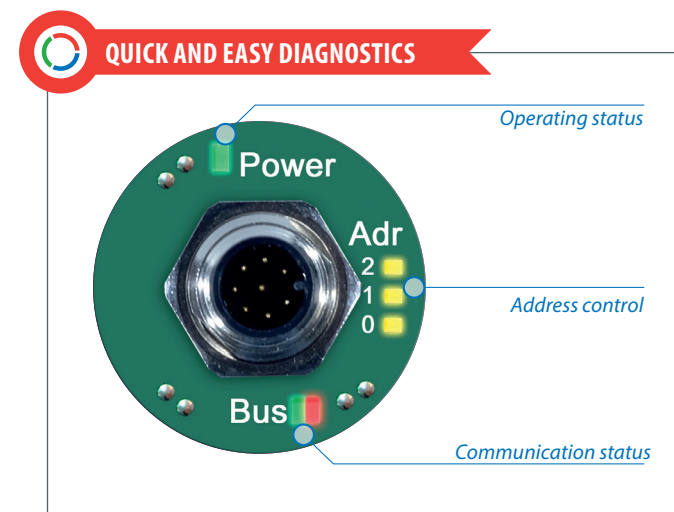 QUICK AND EASY DIAGNOSTICS
Operating status
Power
Adr
2
1
Address control
0
Bus
Communication status